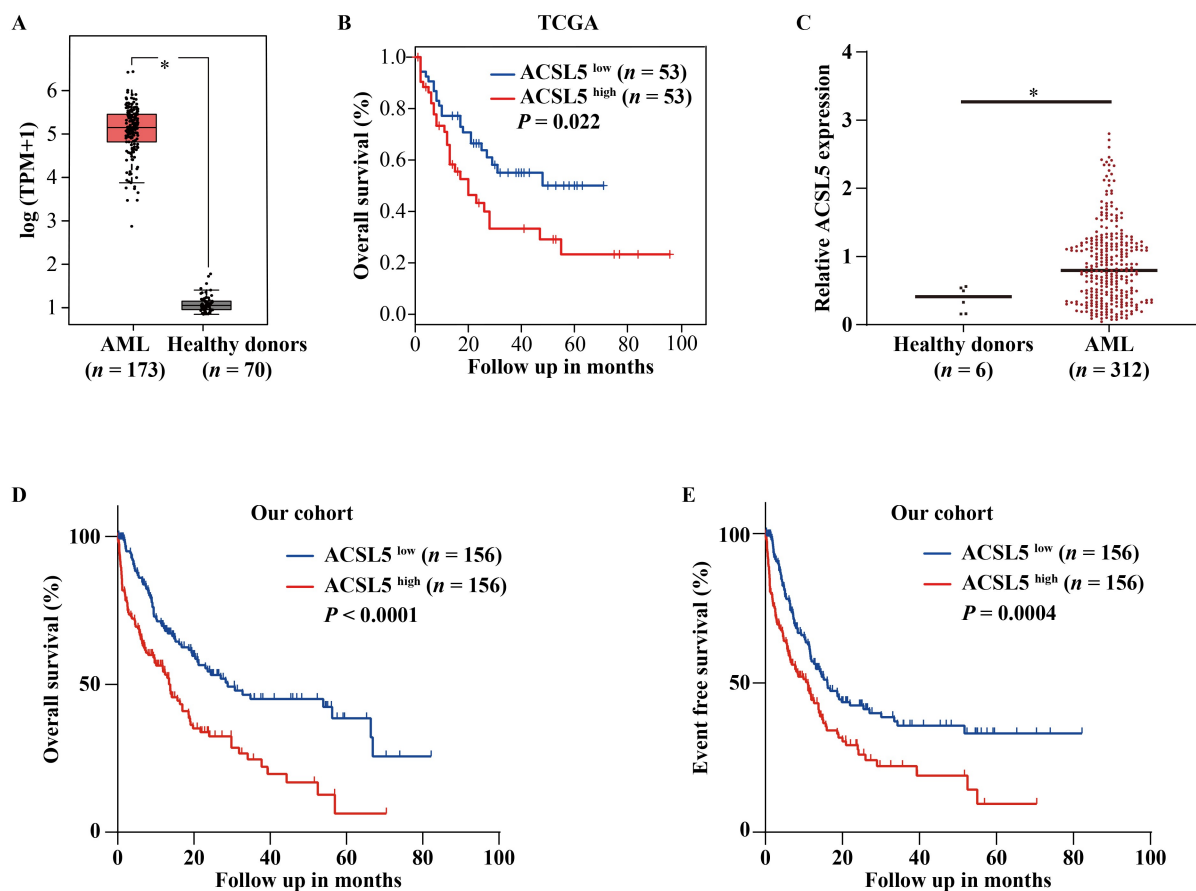 A
log (TPM+1)
6
5
4
3
2
1
*
AML
(n = 173)
Healthy donors
(n = 70)
B
TCGA
Overall survival (%)
1.0
0.8
0.6
0.4
0.2
0.0
ACSL5 low (n = 53)
ACSL5 high (n = 53)
P = 0.022
0 20 40 60 80 100
Follow up in months
C
Relative ACSL5 expression
4
3
2
1
0
*
Healthy donors
(n = 6)
AML
(n = 312)
D
Our cohort
Overall survival (%)
100
50
0
ACSL5 low (n = 156)
ACSL5 high (n = 156)
P < 0.0001
0 20 40 60 80 100
Follow up in months
E
Our cohort
Event free survival (%)
100
50
0
ACSL5 low (n = 156)
ACSL5 high (n = 156)
P = 0.0004
0 20 40 60 80 100
Follow up in months